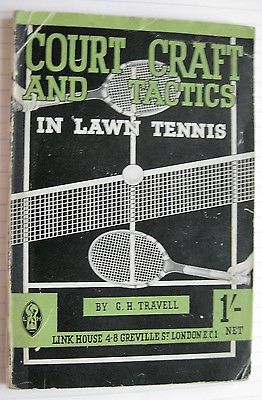 COURT CRAFT
AND TACTICS
IN LAWN TENNIS
BY G. H. TRAVELL
1/-
NET
LINK HOUSE 4-8 GREVILLE ST LONDON E.C.1